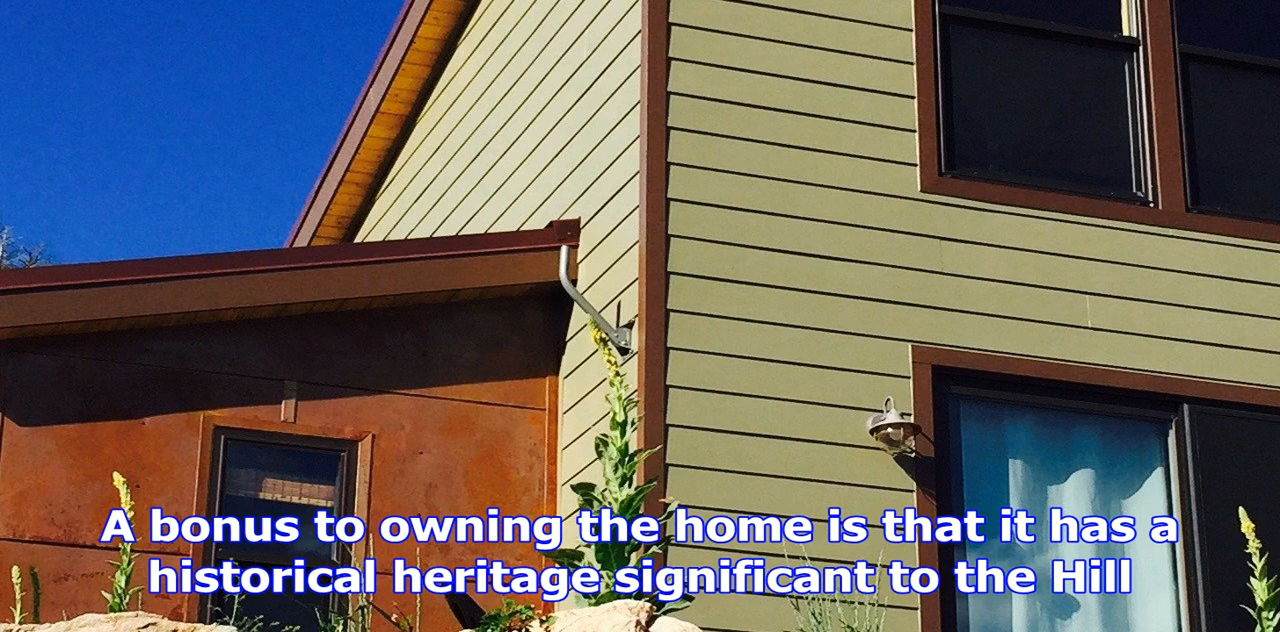 A bonus to owning the home is that it has a
historical heritage significant to the Hill